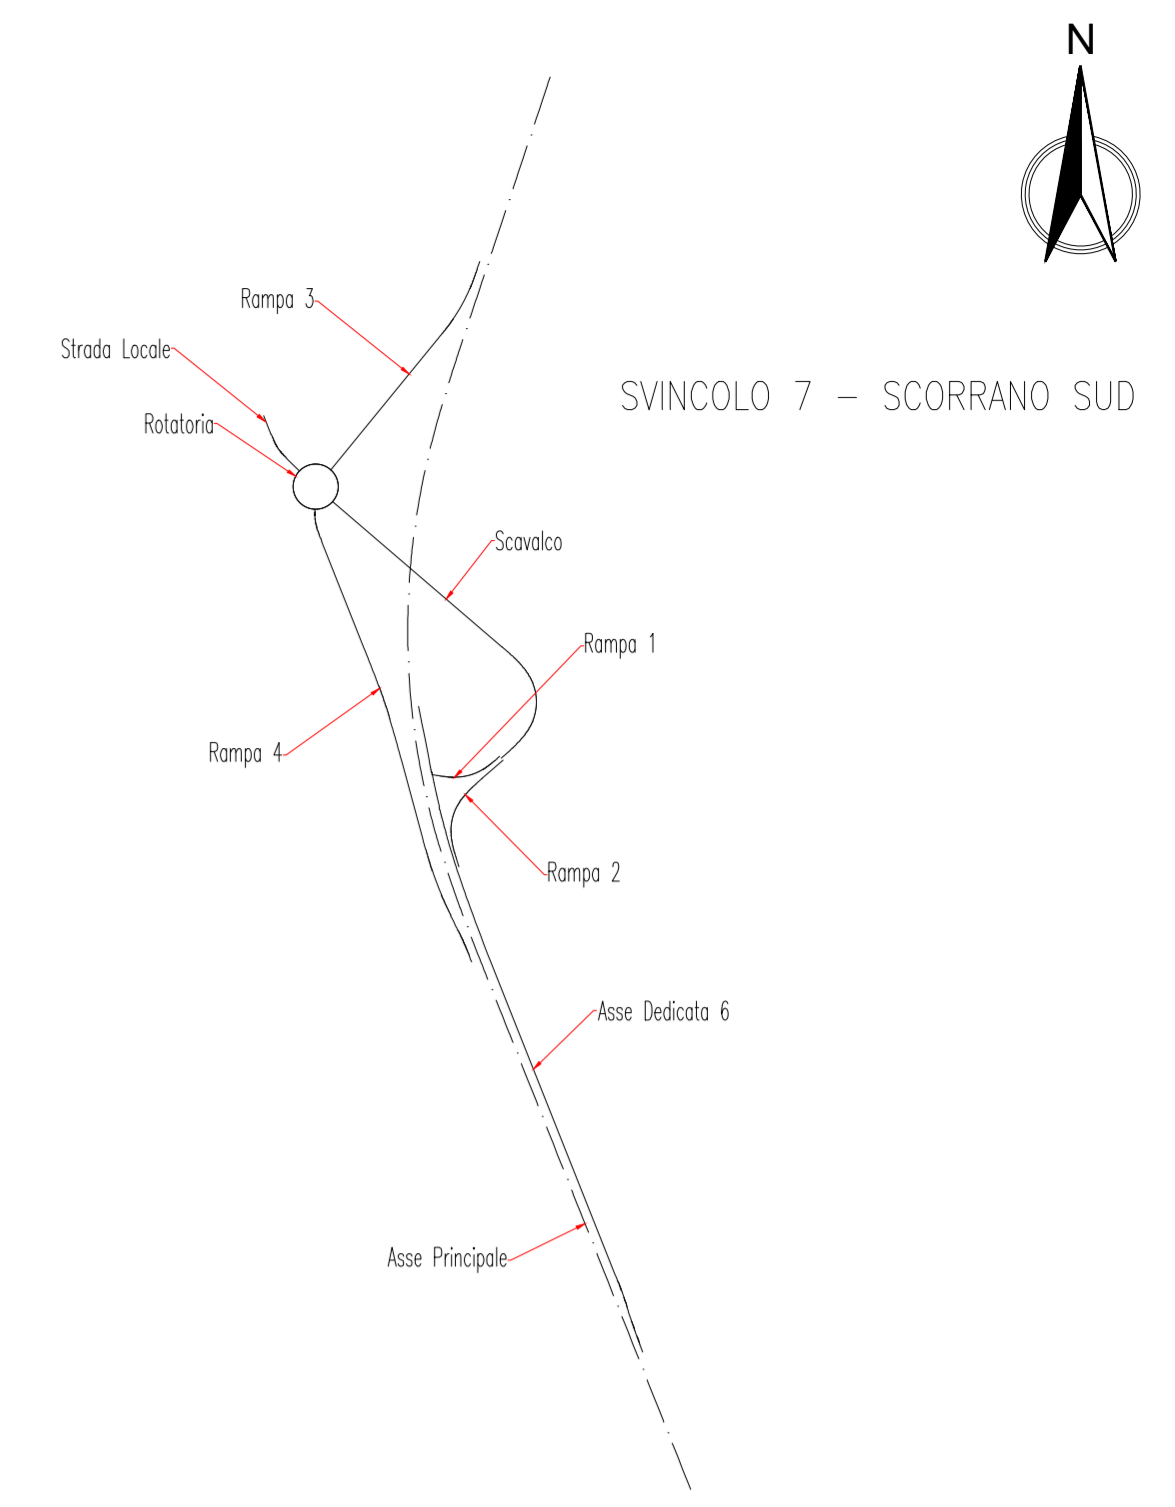 N
Rampa 3
Strada Locale
SVINCOLO 7 - SCORRANO SUD
Rotatoria
Scavalco
Rampa 1
Rampa 4
Rampa 2
Asse Dedicata 6
Asse Principale